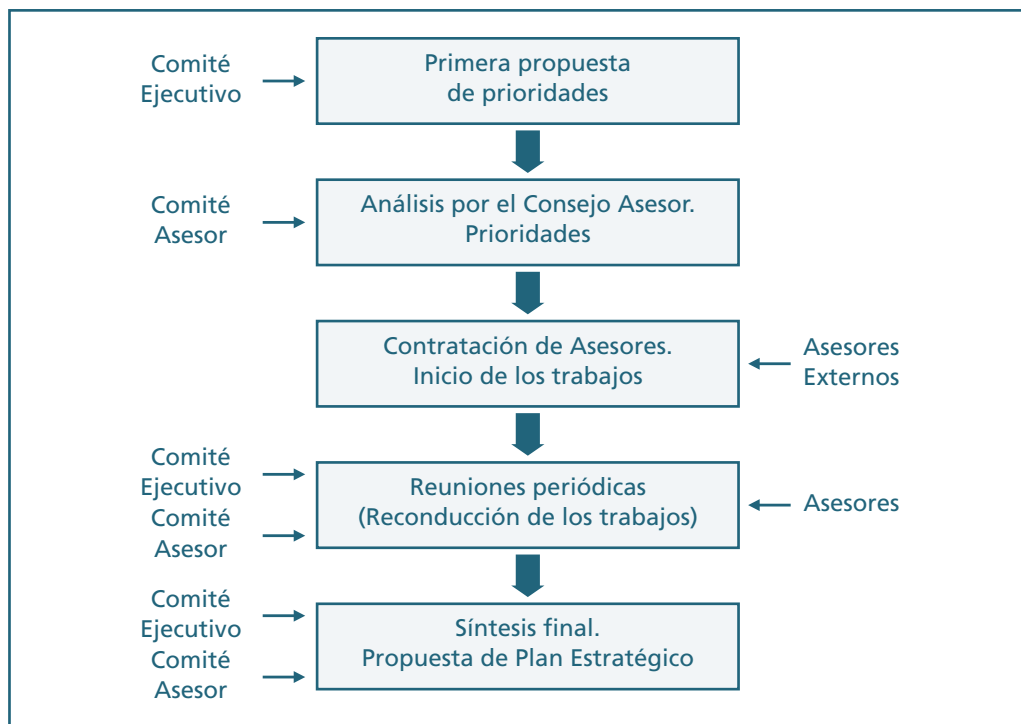 Comité
Ejecutivo
Primera propuesta
de prioridades
Comité
Asesor
Análisis por el Consejo Asesor.
Prioridades
Contratación de Asesores.
Inicio de los trabajos
Asesores
Externos
Comité
Ejecutivo
Comité
Asesor
Reuniones periódicas
(Reconducción de los trabajos)
Asesores
Comité
Ejecutivo
Comité
Asesor
Síntesis final.
Propuesta de Plan Estratégico